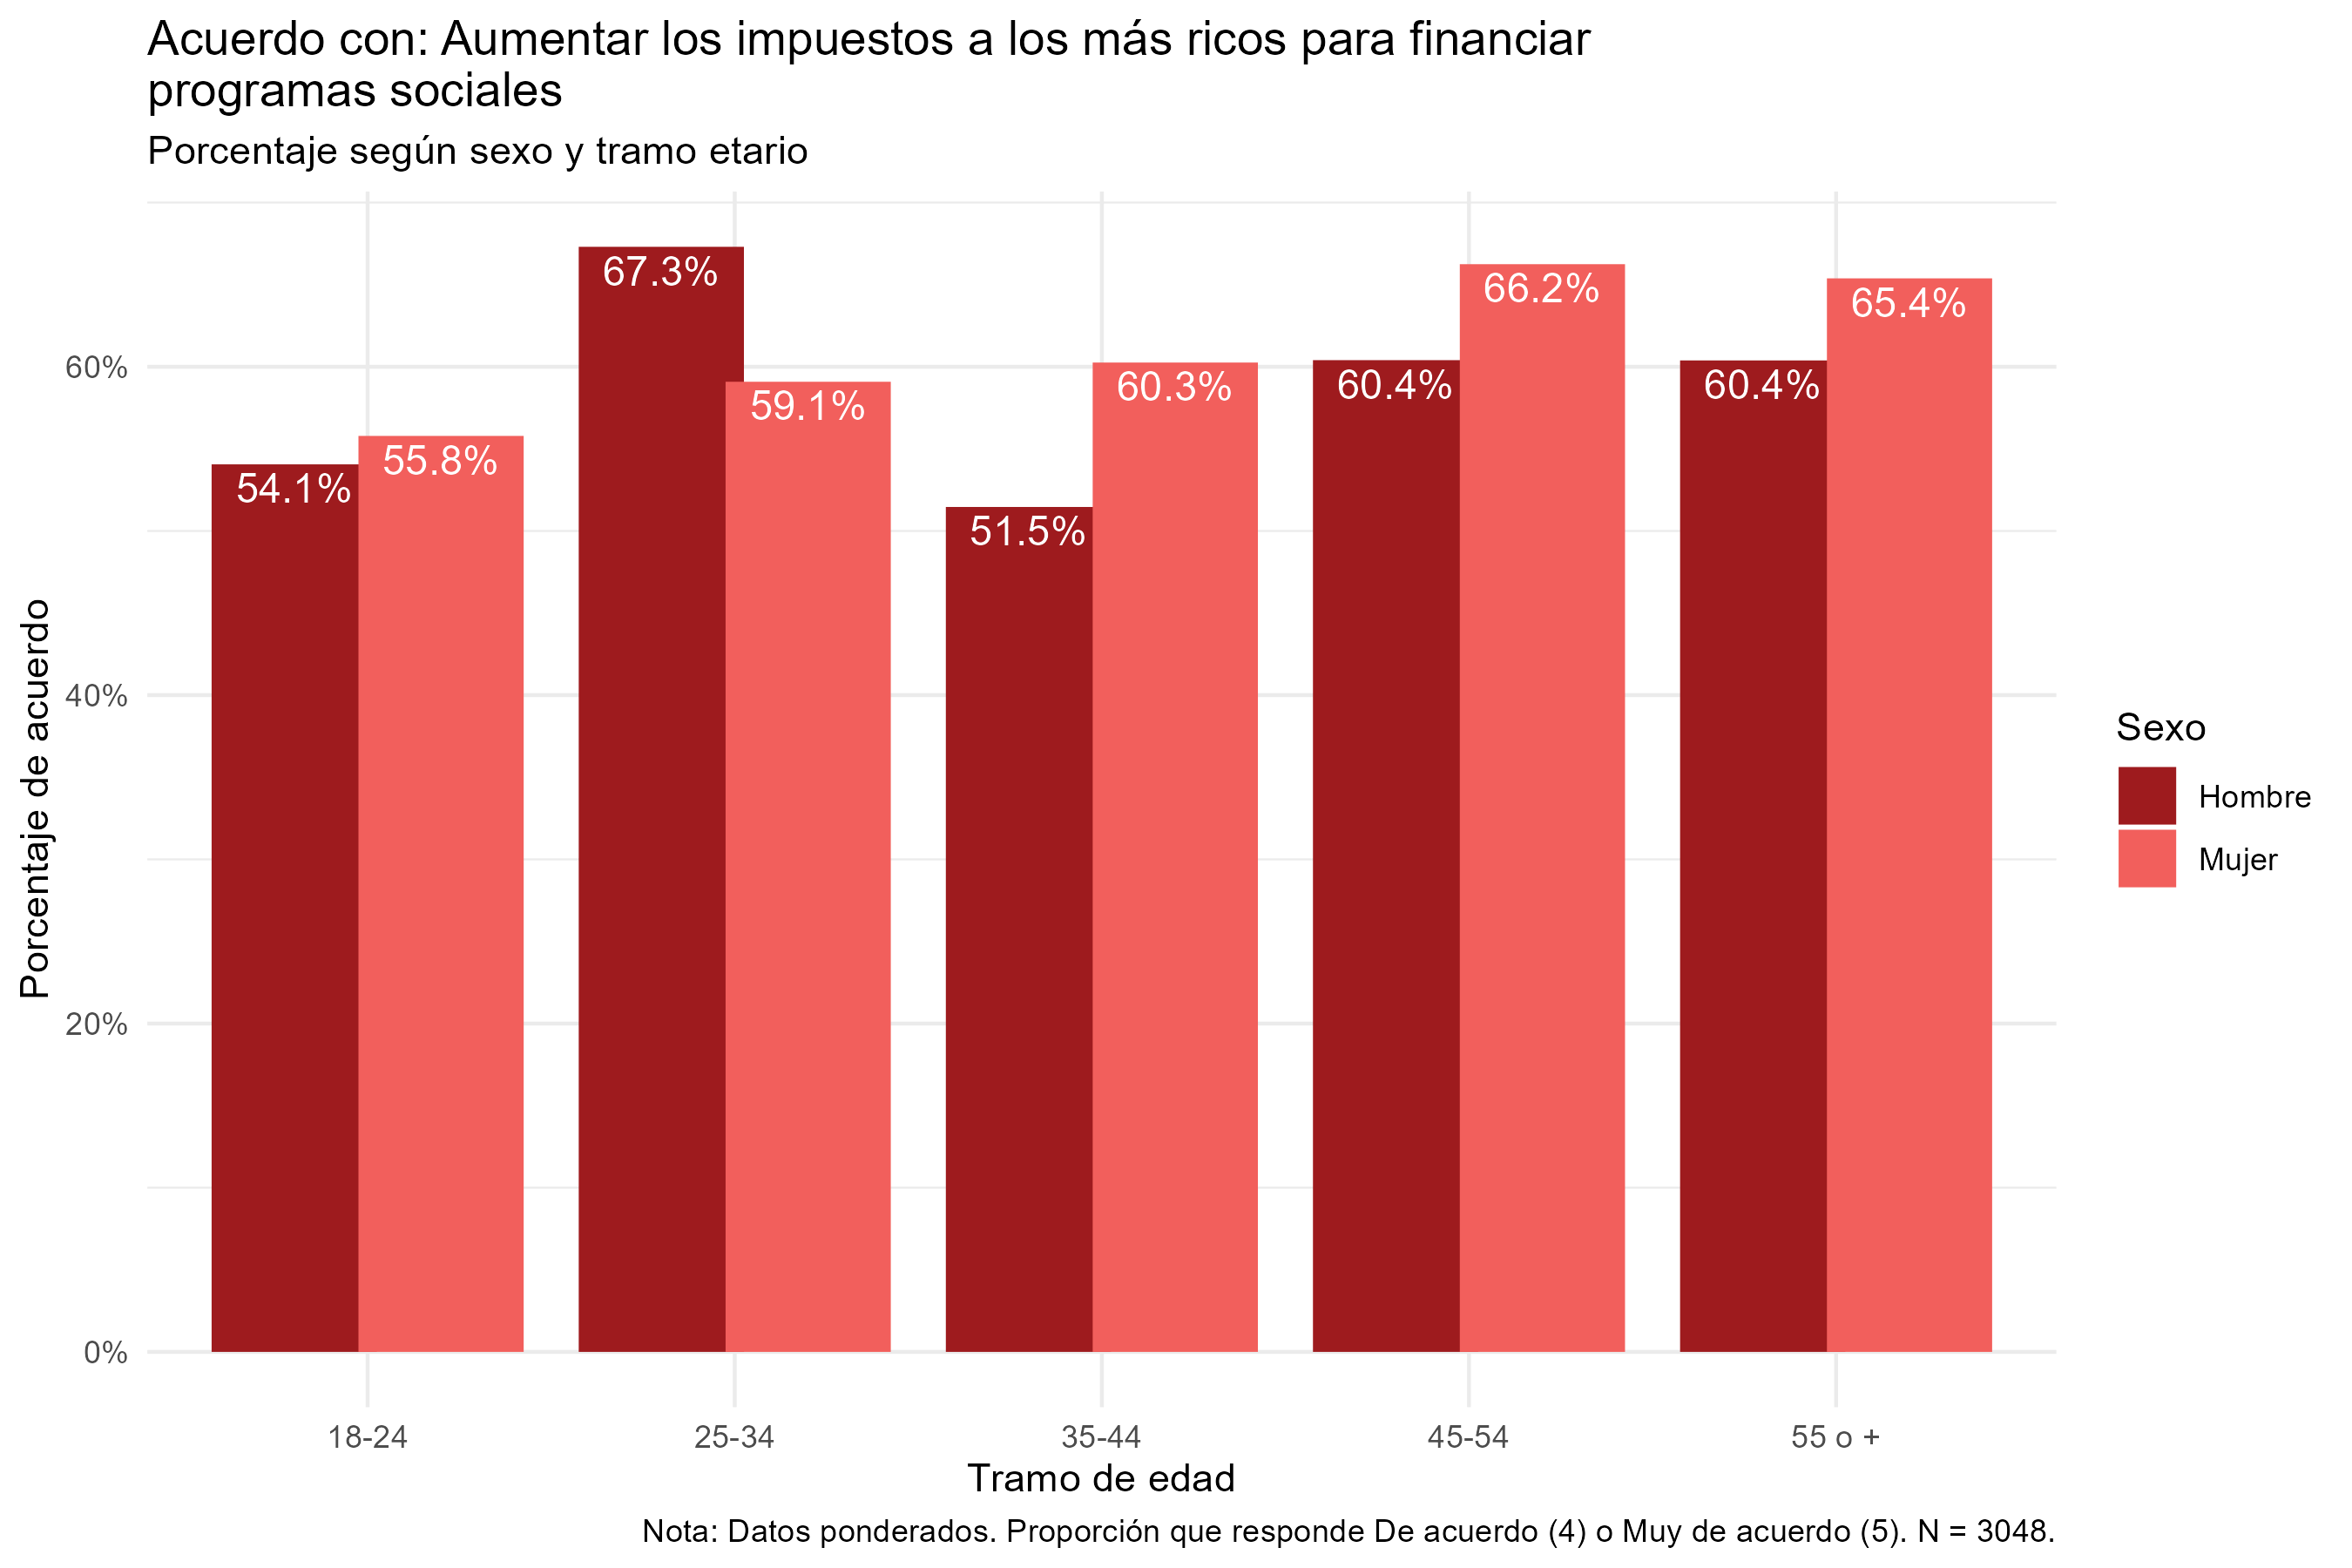 Acuerdo con: Aumentar los impuestos a los más ricos para financiar
programas sociales
Porcentaje según sexo y tramo etario
Porcentaje de acuerdo
60%
40%
20%
0%
54.1%
55.8%
67.3%
59.1%
51.5%
60.3%
60.4%
66.2%
60.4%
65.4%
18-24
25-34
35-44
45-54
55 o +
Tramo de edad
Sexo
Hombre
Mujer
Nota: Datos ponderados. Proporción que responde De acuerdo (4) o Muy de acuerdo (5). N = 3048.